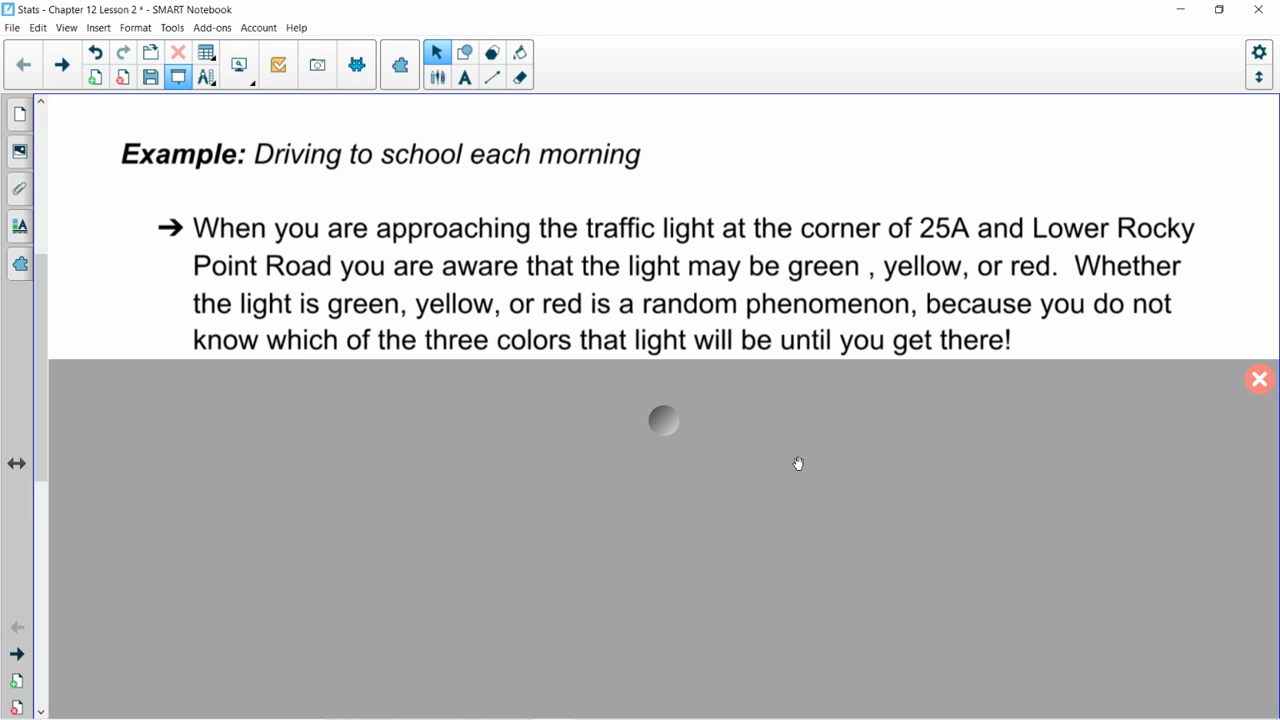 Stats - Chapter 12 Lesson 2 * - SMART Notebook
File Edit View Insert Format Tools Add-ons Account Help
Example: Driving to school each morning
➔ When you are approaching the traffic light at the corner of 25A and Lower Rocky
Point Road you are aware that the light may be green , yellow, or red.  Whether
the light is green, yellow, or red is a random phenomenon, because you do not
know which of the three colors that light will be until you get there!